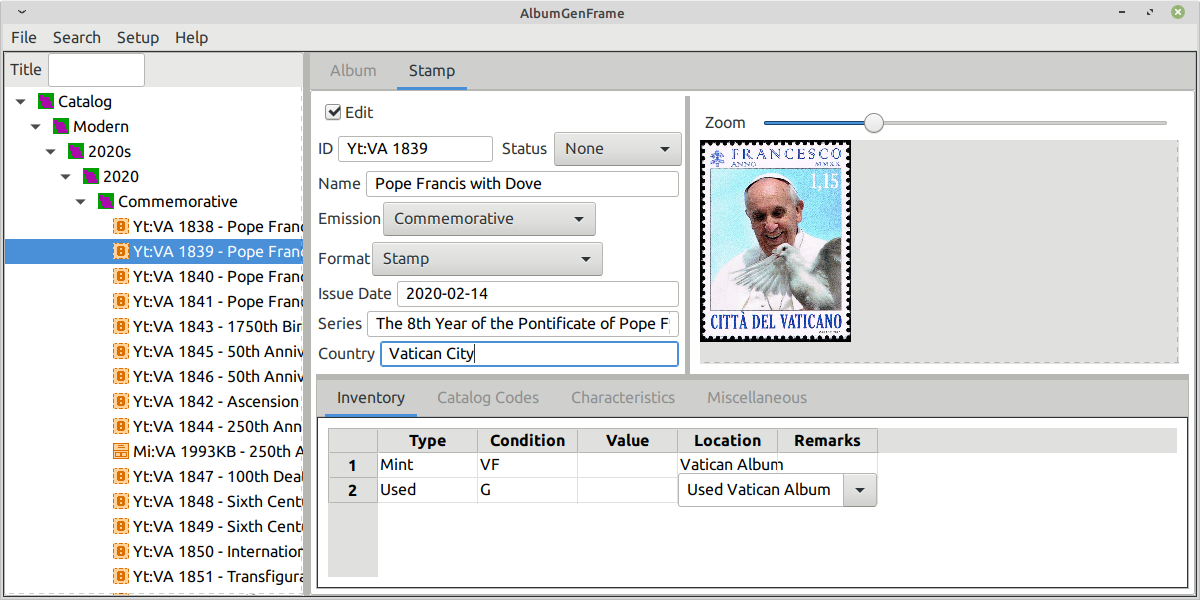 AlbumGenFrame
File Search Setup Help
Title
Catalog
Modern
2020s
2020
Commemorative
Yt:VA 1838 - Pope Franc
Yt:VA 1839 - Pope Franc
Yt:VA 1840 - Pope Franc
Yt:VA 1841 - Pope Franc
Yt:VA 1843 - 1750th Bir
Yt:VA 1845 - 50th Anniv
Yt:VA 1846 - 50th Anniv
Yt:VA 1842 - Ascension
Yt:VA 1844 - 250th Ann
Mi:VA 1993KB - 250th A
Yt:VA 1847 - 100th Dea
Yt:VA 1848 - Sixth Cent
Yt:VA 1849 - Sixth Cent
Yt:VA 1850 - Internation
Yt:VA 1851 - Transfigura
Album Stamp
Edit
ID Yt:VA 1839 Status None
Name Pope Francis with Dove
Emission Commemorative
Format Stamp
Issue Date 2020-02-14
Series The 8th Year of the Pontificate of Pope F
Country Vatican City
Zoom
FRANCESCO
ANNO MMXX
1,15
CITTÀ DEL VATICANO
Inventory Catalog Codes Characteristics Miscellaneous
Type Condition Value Location Remarks
1 Mint VF Vatican Album
2 Used G Used Vatican Album